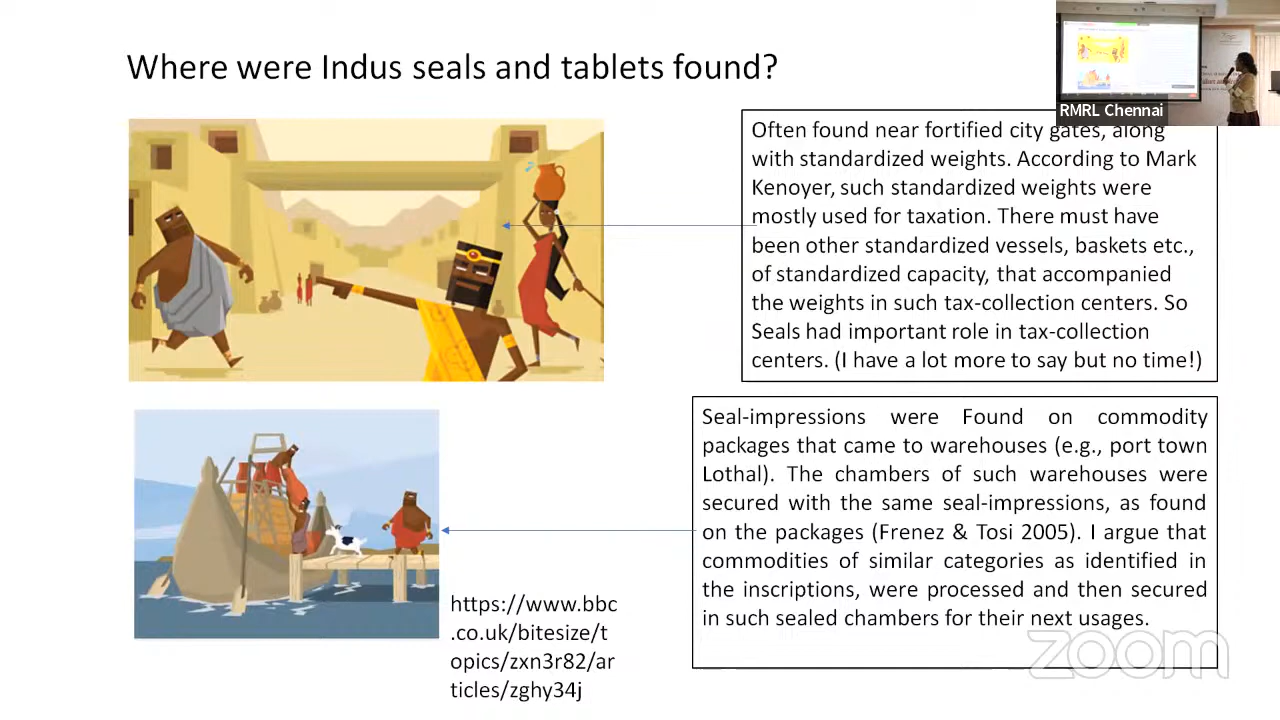 Where were Indus seals and tablets found?
RMRL Chennai
Often found near fortified city gates, along
with standardized weights. According to Mark
Kenoyer, such standardized weights were
mostly used for taxation. There must have
been other standardized vessels, baskets etc.,
of standardized capacity, that accompanied
the weights in such tax-collection centers. So
Seals had important role in tax-collection
centers. (I have a lot more to say but no time!)
Seal-impressions were Found on commodity
packages that came to warehouses (e.g., port town
Lothal). The chambers of such warehouses were
secured with the same seal-impressions, as found
on the packages (Frenez & Tosi 2005). I argue that
commodities of similar categories as identified in
the inscriptions, were processed and then secured
in such sealed chambers for their next usages.
https://www.bbc
.co.uk/bitesize/t
opics/zxn3r82/ar
ticles/zghy34j
zoom